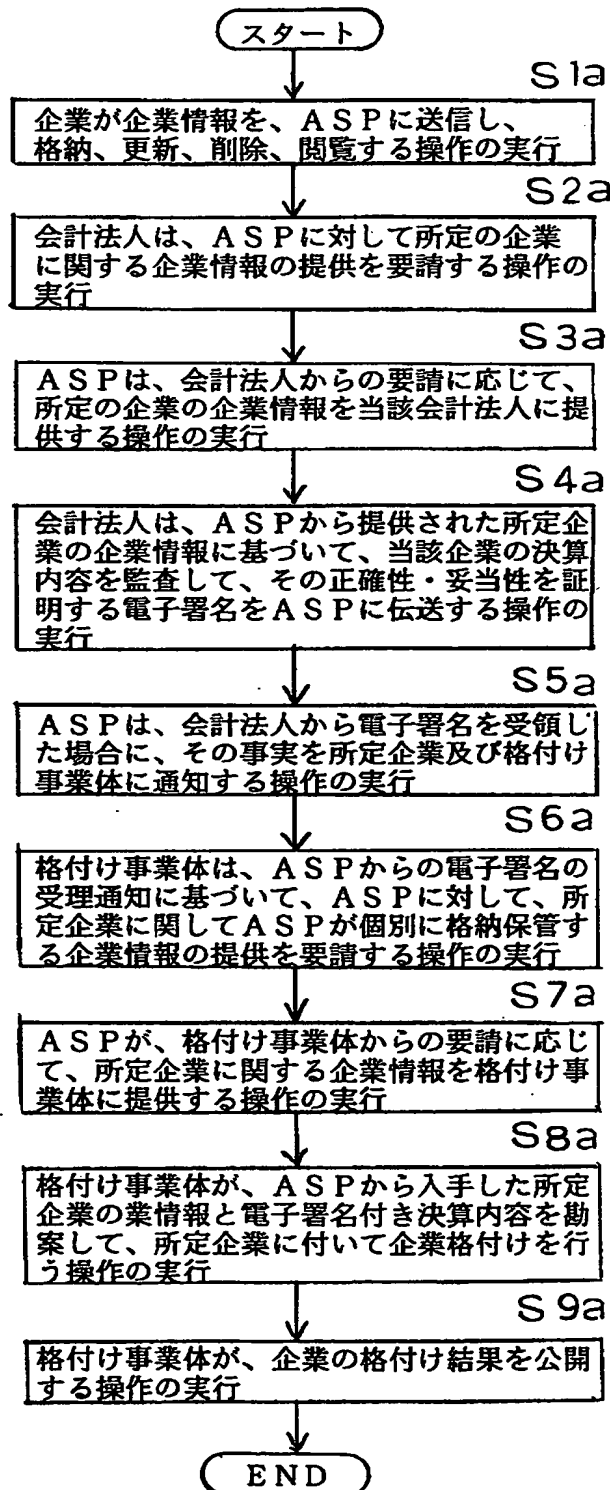 スタート
S1a
企業が企業情報を、ASPに送信し、
格納、更新、削除、閲覧する操作の実行
S2a
会計法人は、ASPに対して所定の企業
に関する企業情報の提供を要請する操作の
実行
S3a
ASPは、会計法人からの要請に応じて、
所定の企業の企業情報を当該会計法人に提
供する操作の実行
S4a
会計法人は、ASPから提供された所定企
業の企業情報に基づいて、当該企業の決算
内容を監査して、その正確性・妥当性を証
明する電子署名をASPに伝送する操作の
実行
S5a
ASPは、会計法人から電子署名を受領し
た場合に、その事実を所定企業及び格付け
事業体に通知する操作の実行
S6a
格付け事業体は、ASPからの電子署名の
受理通知に基づいて、ASPに対して、所
定企業に関してASPが個別に格納保管す
る企業情報の提供を要請する操作の実行
S7a
ASPが、格付け事業体からの要請に応じ
て、所定企業に関する企業情報を格付け事
業体に提供する操作の実行
S8a
格付け事業体が、ASPから入手した所定
企業の業情報と電子署名付き決算内容を勘
案して、所定企業に付いて企業格付けを行
う操作の実行
S9a
格付け事業体が、企業の格付け結果を公開
する操作の実行
END